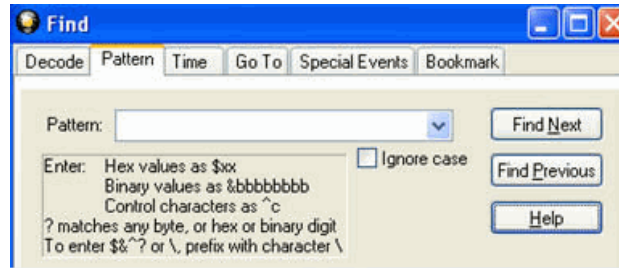 Find
Decode Pattern Time Go To Special Events Bookmark
Pattern: Find Next
Ignore case
Enter: Hex values as $xx
Binary values as &bbbbbbbb
Control characters as ^c
? matches any byte, or hex or binary digit
To enter $&^? or \, prefix with character \
Find Previous
Help